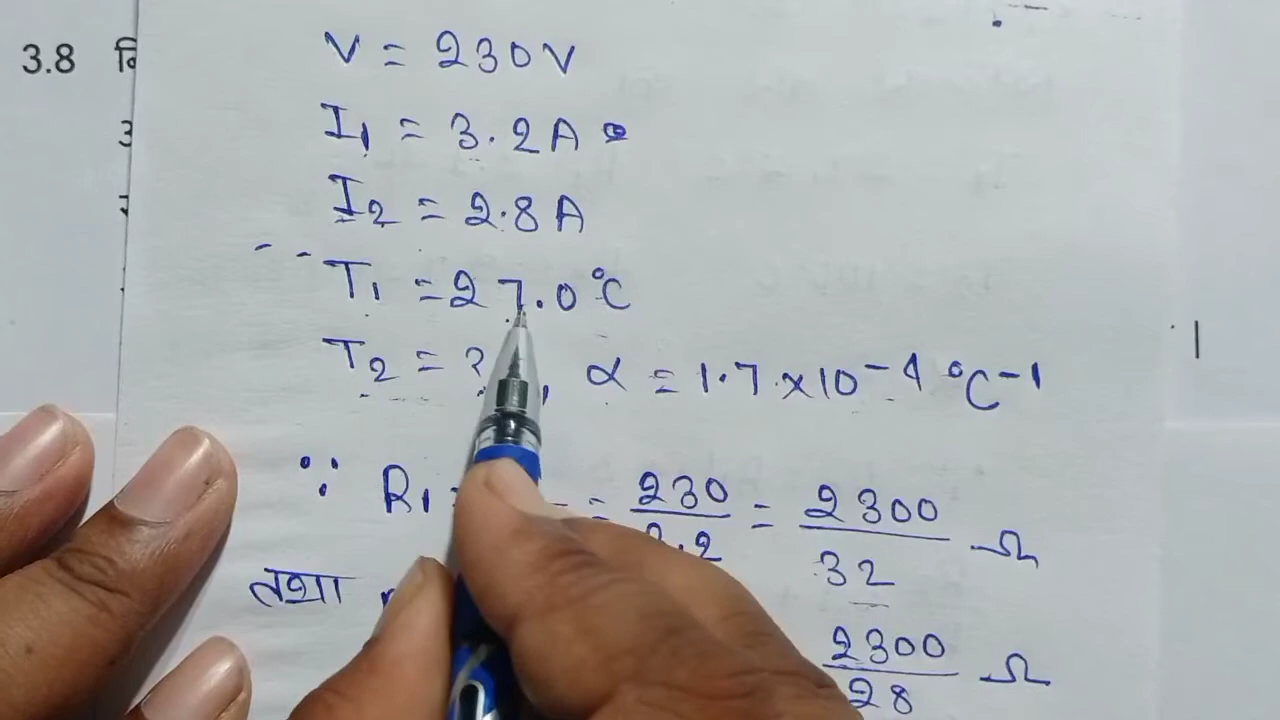 3.8
V = 230V
I₁ = 3.2A
I₂ = 2.8A
T₁ = 27.0 °C
T₂ = ?, α = 1.7×10⁻⁴ °C⁻¹
∵ R₁ = = 230/3.2 = 2300/32 Ω
तथा 2300/28 Ω